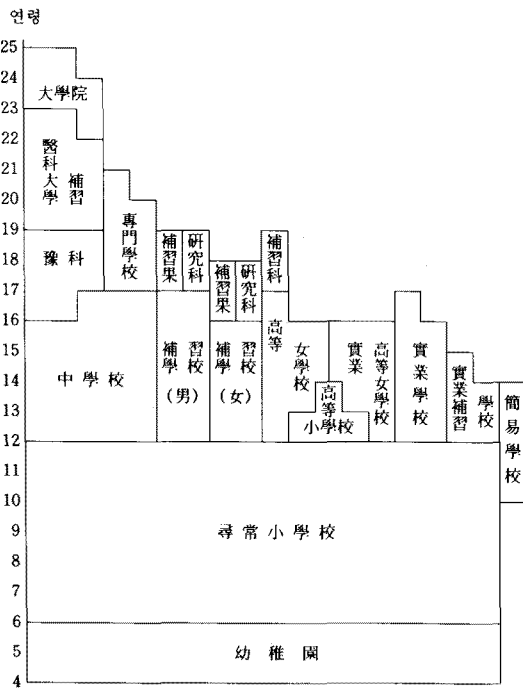 연령
25
24
23
22
21
20
19
18
17
16
15
14
13
12
11
10
9
8
7
6
5
4
大學院
醫科大學
補習
豫科
專門學校
補習果
硏究科
補習果
硏究科
補習科
中學校
補習
學校
(男)
補習
學校
(女)
高等
女學校
高等
小學校
實業
高等女學校
實業學校
實業補習
學校
簡易學校
尋常小學校
幼稚園